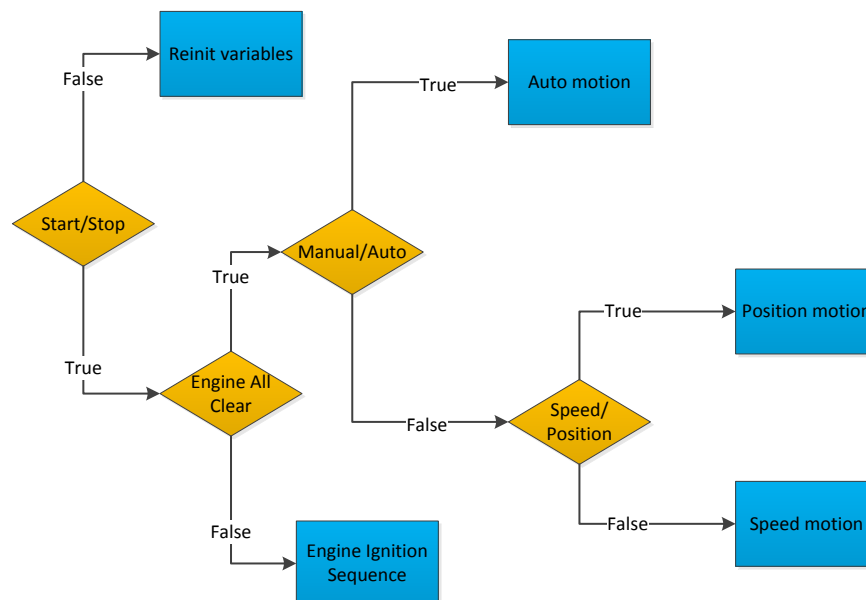 Reinit variables
False
True
Auto motion
Start/Stop
Manual/Auto
True
True
Position motion
True
Engine All
Clear
False
Speed/
Position
False
False
Speed motion
Engine Ignition
Sequence